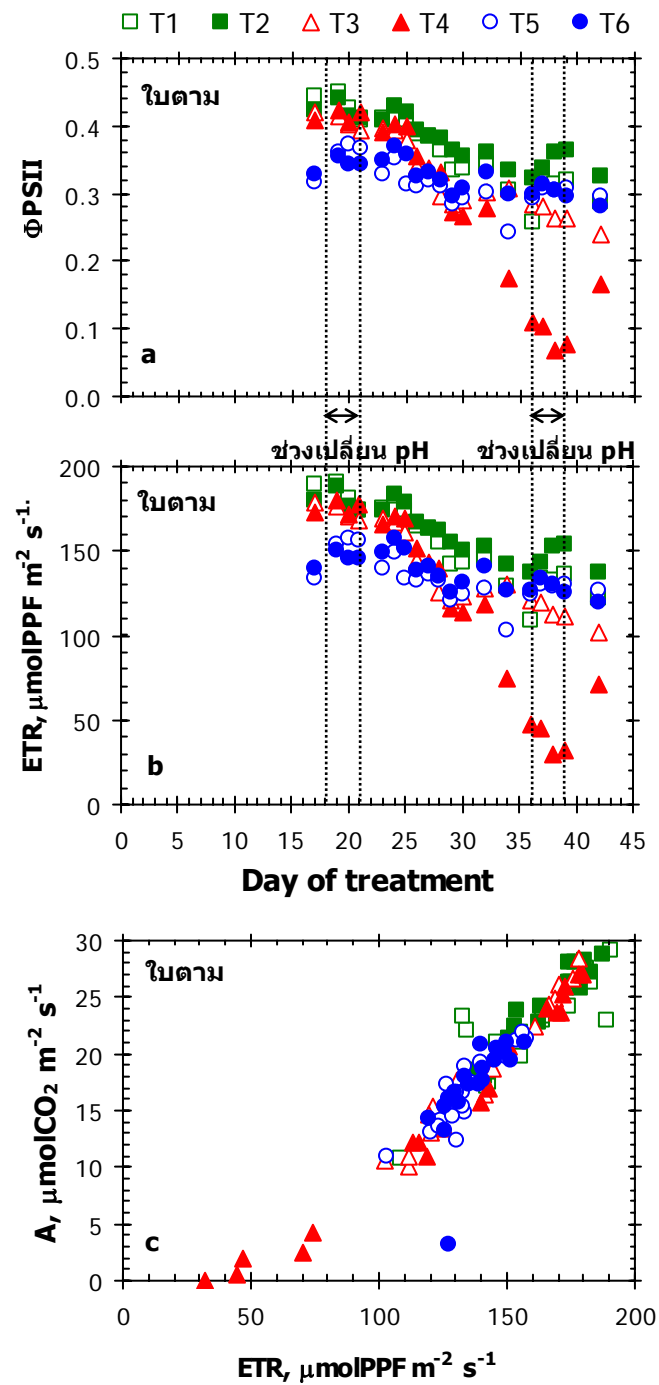 T1 T2 T3 T4 T5 T6
0.5
ใบตาม
0.4
0.3
ΦPSII
0.2
0.1
a
0.0
ช่วงเปลี่ยน pH ช่วงเปลี่ยน pH
200
ใบตาม
150
100
ETR, μmolPPF m-2 s-1.
50
b
0
0 5 10 15 20 25 30 35 40 45
Day of treatment
30
ใบตาม
25
20
15
A, μmolCO2 m-2 s-1
10
5
c
0
0 50 100 150 200
ETR, μmolPPF m-2 s-1